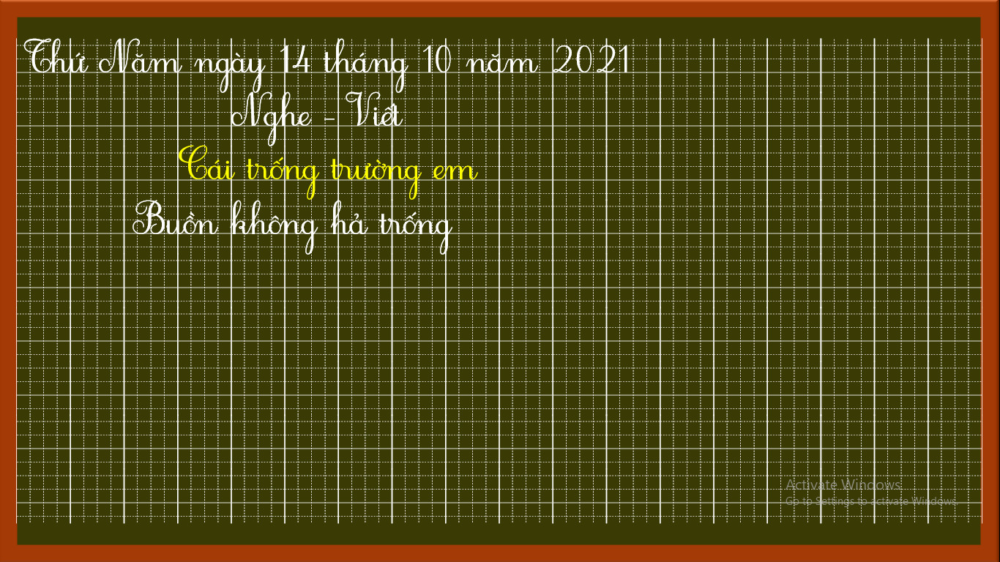 Thứ Năm ngày 14 tháng 10 năm 2021
Nghe - Viết
Cái trống trường em
Buồn không hả trống
Activate Windows
Go to Settings to activate Windows.